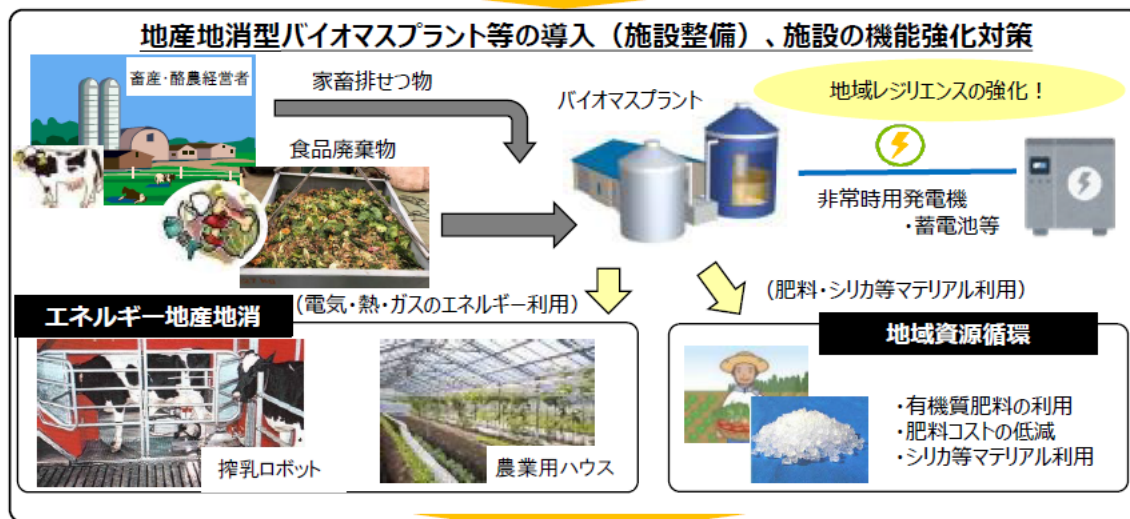 地産地消型バイオマスプラント等の導入（施設整備）、施設の機能強化対策
畜産・酪農経営者
家畜排せつ物
食品廃棄物
バイオマスプラント
地域レジリエンスの強化！
非常時用発電機
・蓄電池等
（電気・熱・ガスのエネルギー利用）
（肥料・シリカ等マテリアル利用）
エネルギー地産地消
搾乳ロボット
農業用ハウス
地域資源循環
・有機質肥料の利用
・肥料コストの低減
・シリカ等マテリアル利用